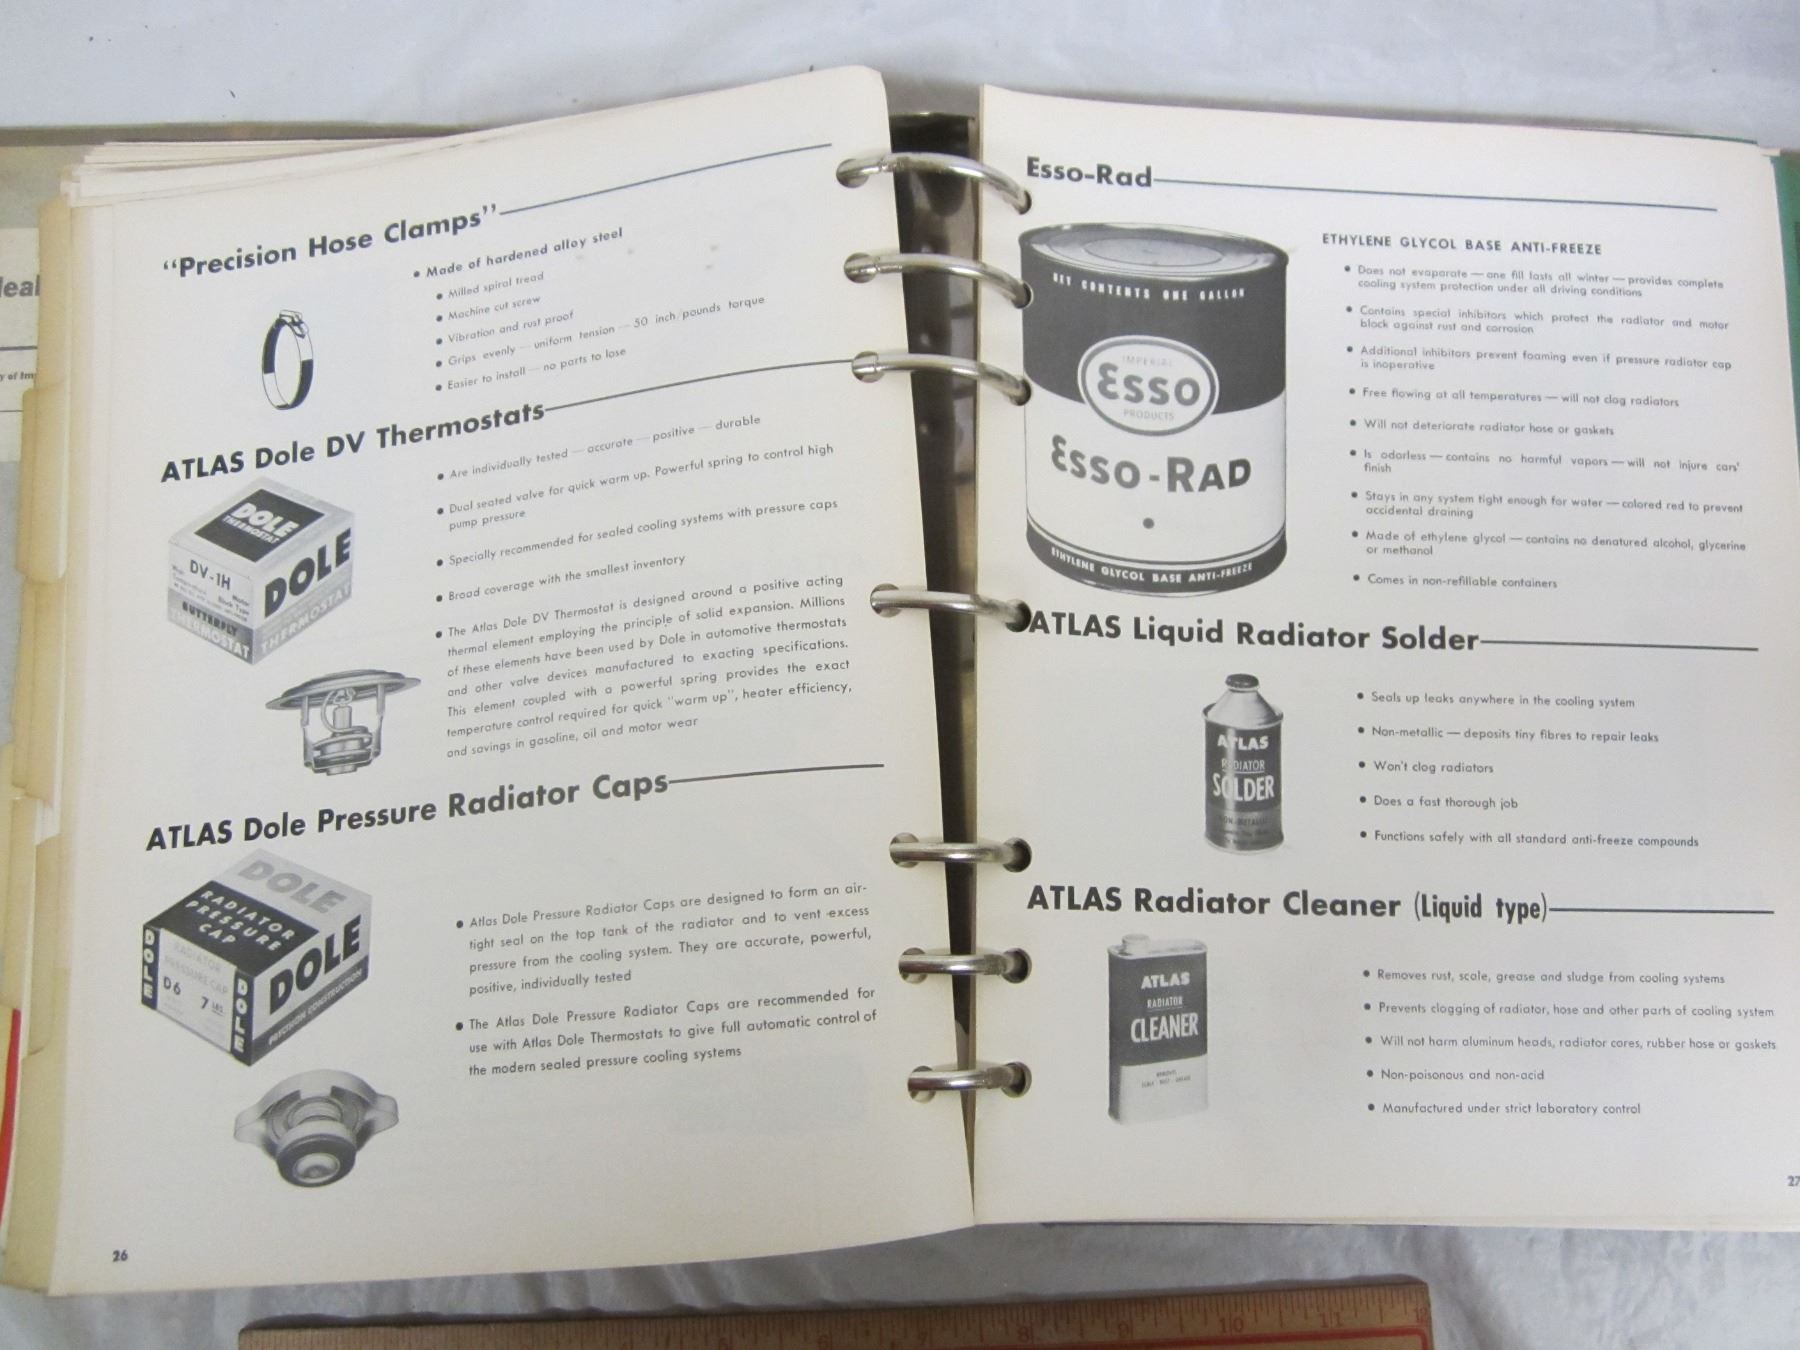 "Precision Hose Clamps"
• Made of hardened alloy steel
• Milled spiral tread
• Machine cut screw
• Vibration and rust proof
• Grips evenly — uniform tension — 50 inch/pounds torque
• Easier to install — no parts to lose
ATLAS Dole DV Thermostats
• Are individually tested — accurate — positive — durable
• Dual seated valve for quick warm up. Powerful spring to control high
pump pressure
• Specially recommended for sealed cooling systems with pressure caps
• Broad coverage with the smallest inventory
• The Atlas Dole DV Thermostat is designed around a positive acting
thermal element employing the principle of solid expansion. Millions
of these elements have been used by Dole in automotive thermostats
and other valve devices manufactured to exacting specifications.
This element coupled with a powerful spring provides the exact
temperature control required for quick "warm up", heater efficiency,
and savings in gasoline, oil and motor wear
DOLE
THERMOSTAT
DV-1H
DOLE
BUTTERFLY
THERMOSTAT
THERMOSTAT
ATLAS Dole Pressure Radiator Caps
DOLE
RADIATOR
PRESSURE
CAP
DOLE
PRECISION CONSTRUCTION
DOLE
RADIATOR
PRESSURE CAP
D6
7 LBS.
DOLE
• Atlas Dole Pressure Radiator Caps are designed to form an air-
tight seal on the top tank of the radiator and to vent excess
pressure from the cooling system. They are accurate, powerful,
positive, individually tested
• The Atlas Dole Pressure Radiator Caps are recommended for
use with Atlas Dole Thermostats to give full automatic control of
the modern sealed pressure cooling systems
26
Esso-Rad
NET CONTENTS ONE GALLON
IMPERIAL
ESSO
PRODUCTS
ESSO-RAD
ETHYLENE GLYCOL BASE ANTI-FREEZE
ETHYLENE GLYCOL BASE ANTI-FREEZE
• Does not evaporate — one fill lasts all winter — provides complete
cooling system protection under all driving conditions
• Contains special inhibitors which protect the radiator and motor
block against rust and corrosion
• Additional inhibitors prevent foaming even if pressure radiator cap
is inoperative
• Free flowing at all temperatures — will not clog radiators
• Will not deteriorate radiator hose or gaskets
• Is odorless — contains no harmful vapors — will not injure cars'
finish
• Stays in any system tight enough for water — colored red to prevent
accidental draining
• Made of ethylene glycol — contains no denatured alcohol, glycerine
or methanol
• Comes in non-refillable containers
ATLAS Liquid Radiator Solder
ATLAS
RADIATOR
SOLDER
NON-METALLIC
• Seals up leaks anywhere in the cooling system
• Non-metallic — deposits tiny fibres to repair leaks
• Won't clog radiators
• Does a fast thorough job
• Functions safely with all standard anti-freeze compounds
ATLAS Radiator Cleaner (Liquid type)
ATLAS
RADIATOR
CLEANER
• Removes rust, scale, grease and sludge from cooling systems
• Prevents clogging of radiator, hose and other parts of cooling system
• Will not harm aluminum heads, radiator cores, rubber hose or gaskets
• Non-poisonous and non-acid
• Manufactured under strict laboratory control
27
8 9 10 11 12